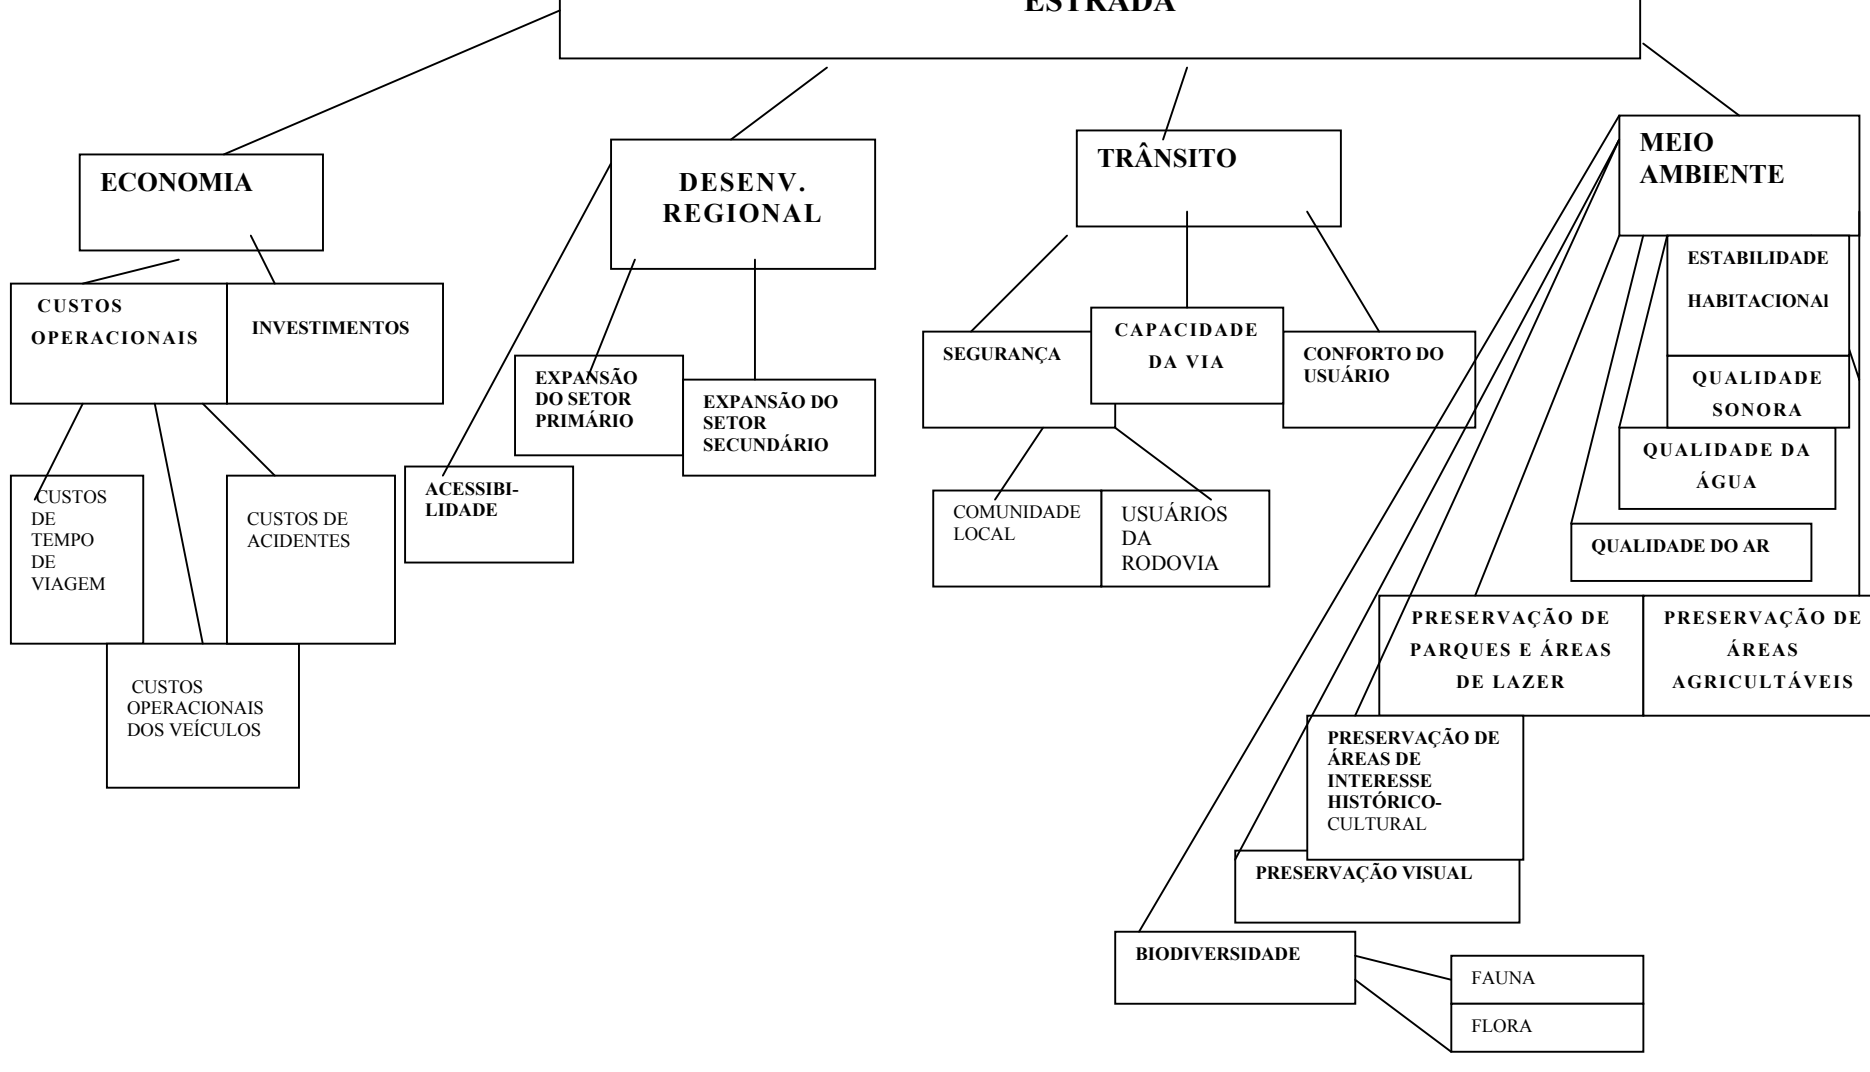 ESTRADA
ECONOMIA
DESENV.
REGIONAL
TRÂNSITO
MEIO
AMBIENTE
CUSTOS
OPERACIONAIS
INVESTIMENTOS
EXPANSÃO
DO SETOR
PRIMÁRIO
EXPANSÃO DO
SETOR
SECUNDÁRIO
ACESSIBI-
LIDADE
SEGURANÇA
CAPACIDADE
DA VIA
CONFORTO DO
USUÁRIO
ESTABILIDADE
HABITACIONAl
QUALIDADE
SONORA
QUALIDADE DA
ÁGUA
QUALIDADE DO AR
CUSTOS
DE
TEMPO
DE
VIAGEM
CUSTOS DE
ACIDENTES
CUSTOS
OPERACIONAIS
DOS VEÍCULOS
COMUNIDADE
LOCAL
USUÁRIOS
DA
RODOVIA
PRESERVAÇÃO DE
PARQUES E ÁREAS
DE LAZER
PRESERVAÇÃO DE
ÁREAS
AGRICULTÁVEIS
PRESERVAÇÃO DE
ÁREAS DE
INTERESSE
HISTÓRICO-
CULTURAL
PRESERVAÇÃO VISUAL
BIODIVERSIDADE
FAUNA
FLORA